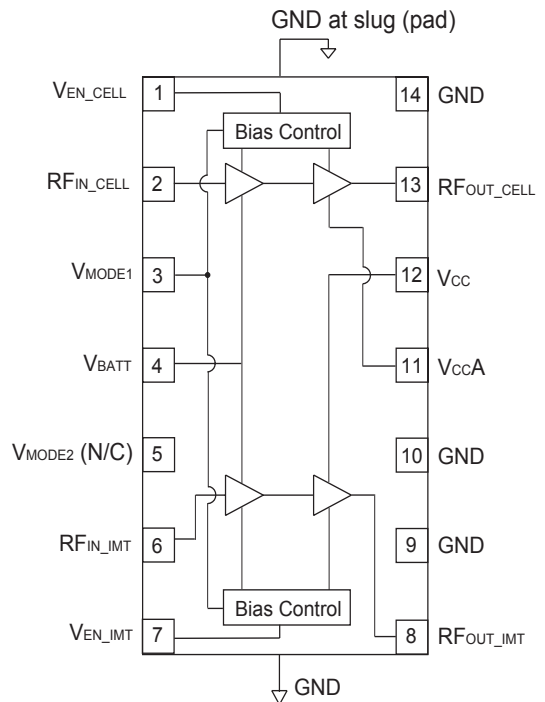 GND at slug (pad)
VEN_CELL 1
14 GND
Bias Control
RFIN_CELL 2
13 RFOUT_CELL
VMODE1 3
12 VCC
VBATT 4
11 VCCA
VMODE2 (N/C) 5
10 GND
RFIN_IMT 6
9 GND
Bias Control
VEN_IMT 7
8 RFOUT_IMT
GND